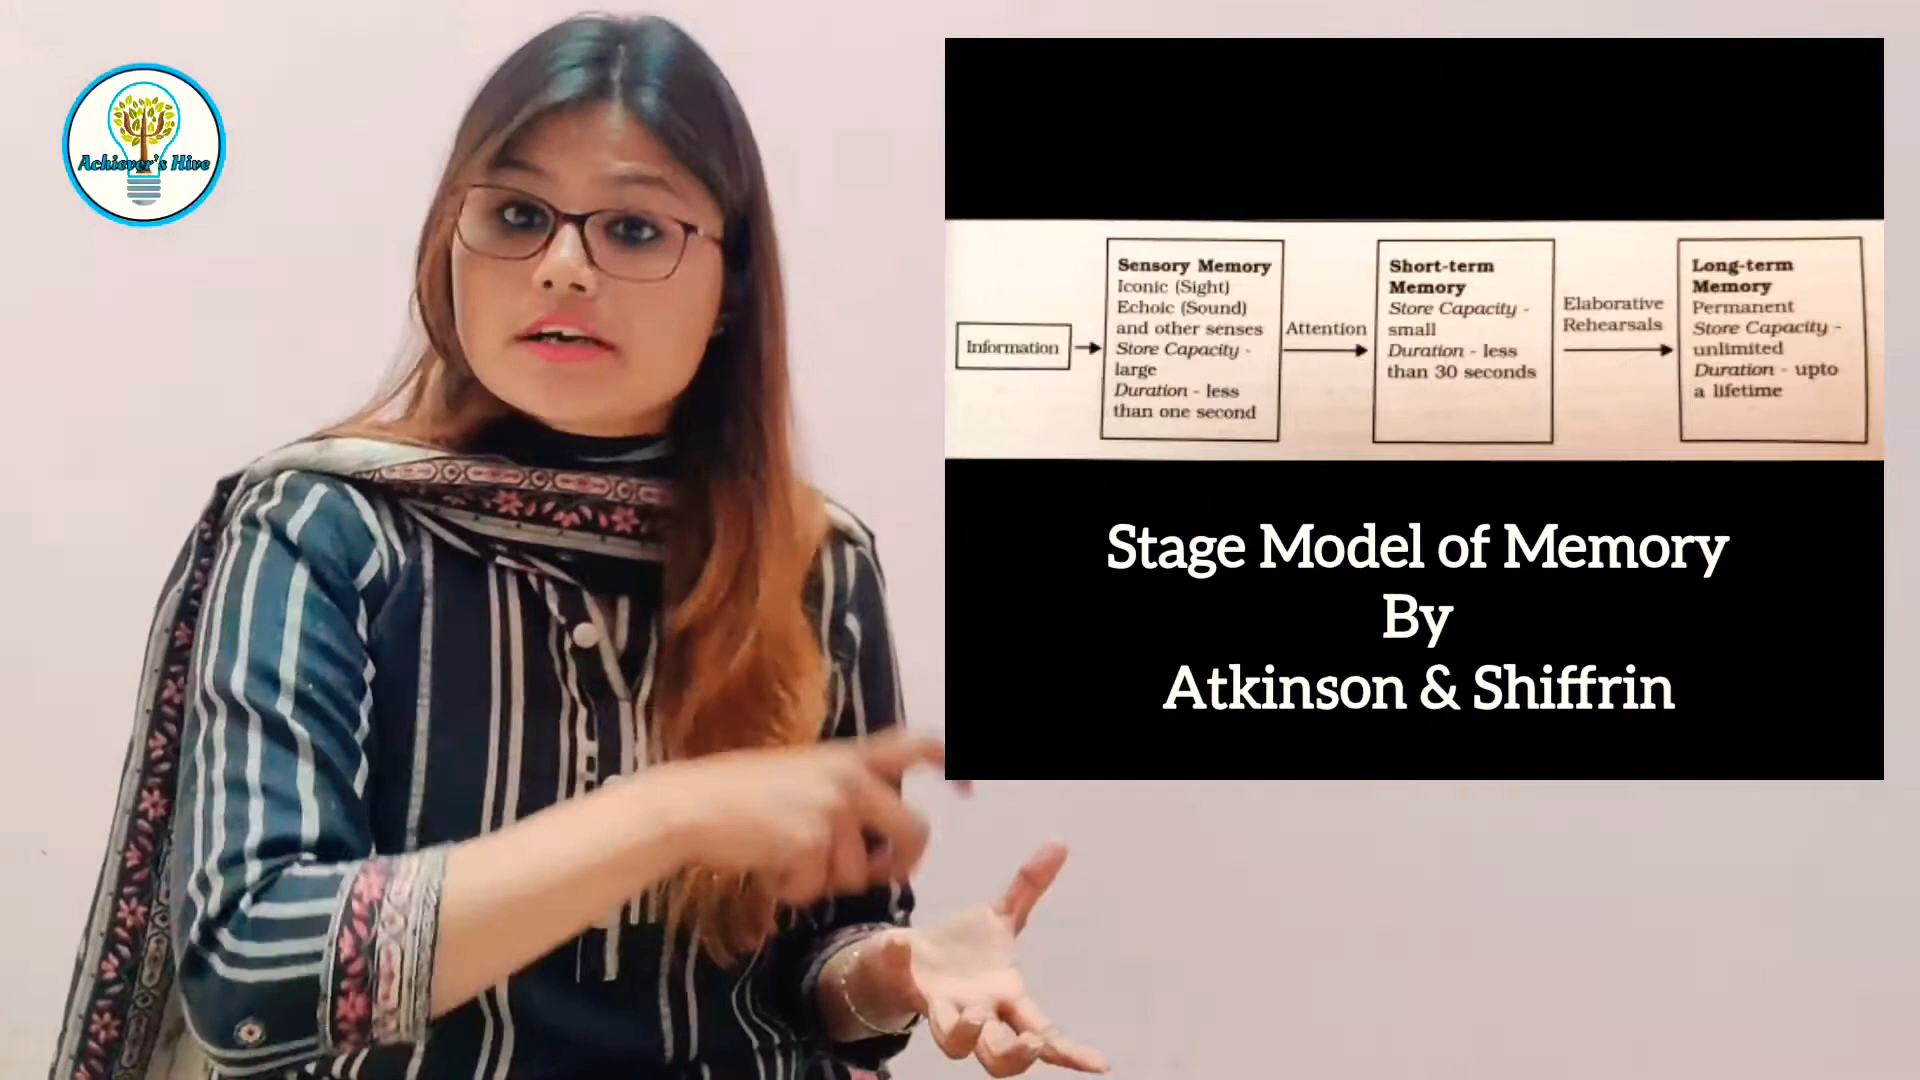 Achiever's Hive
Information
Sensory Memory
Iconic (Sight)
Echoic (Sound)
and other senses
Store Capacity -
large
Duration - less
than one second
Attention
Short-term
Memory
Store Capacity -
small
Duration - less
than 30 seconds
Elaborative
Rehearsals
Long-term
Memory
Permanent
Store Capacity -
unlimited
Duration - upto
a lifetime
Stage Model of Memory
By
Atkinson & Shiffrin